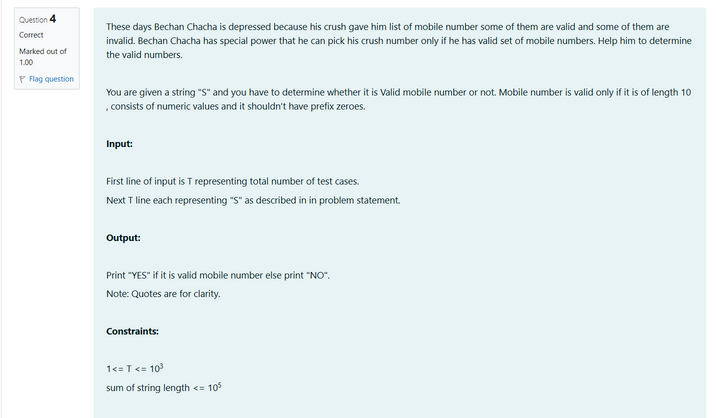 Question 4
Correct
Marked out of
1.00
Flag question
These days Bechan Chacha is depressed because his crush gave him list of mobile number some of them are valid and some of them are
invalid. Bechan Chacha has special power that he can pick his crush number only if he has valid set of mobile numbers. Help him to determine
the valid numbers.
You are given a string "S" and you have to determine whether it is Valid mobile number or not. Mobile number is valid only if it is of length 10
, consists of numeric values and it shouldn't have prefix zeroes.
Input:
First line of input is T representing total number of test cases.
Next T line each representing "S" as described in in problem statement.
Output:
Print "YES" if it is valid mobile number else print "NO".
Note: Quotes are for clarity.
Constraints:
1<= T <= 10³
sum of string length <= 10⁵